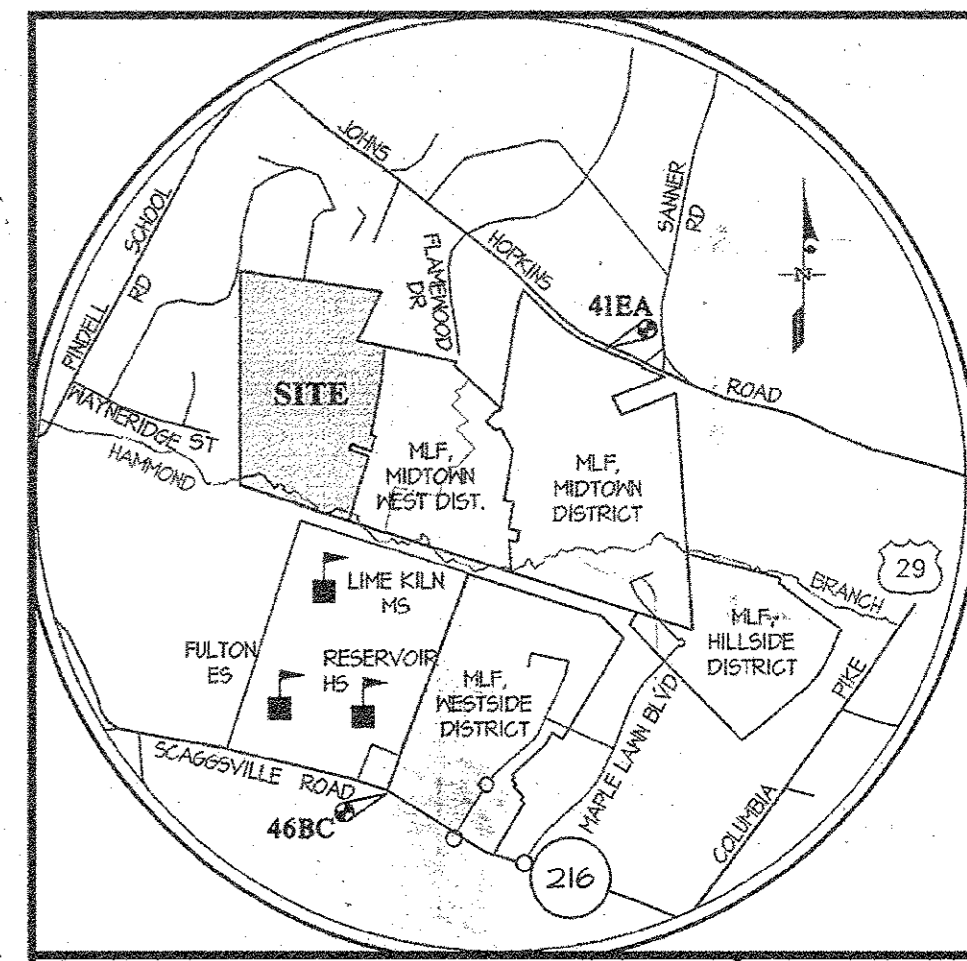 JOHNS
HOPKINS
ROAD
SANNER
RD
PINDELL
SCHOOL
RD
FLAMEWOOD
DR
41EA
N
SITE
WAYNERIDGE ST
HAMMOND
MLF,
MIDTOWN
WEST DIST.
MLF,
MIDTOWN
DISTRICT
29
BRANCH
LIME KILN
MS
FULTON
ES
RESERVOIR
HS
MLF,
WESTSIDE
DISTRICT
MLF,
HILLSIDE
DISTRICT
MAPLE LAWN BLVD
COLUMBIA
PIKE
SCAGGSVILLE ROAD
46BC
216